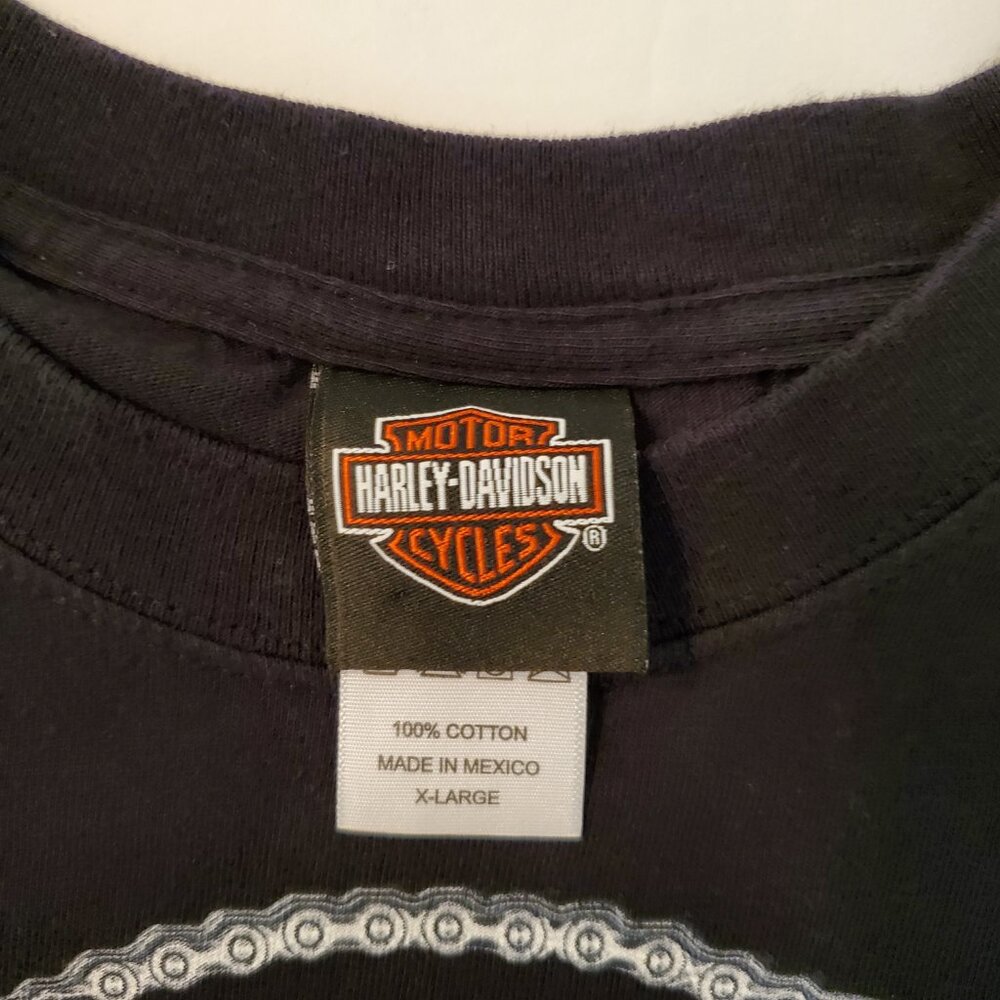 MOTOR
HARLEY-DAVIDSON
CYCLES
®
100% COTTON
MADE IN MEXICO
X-LARGE